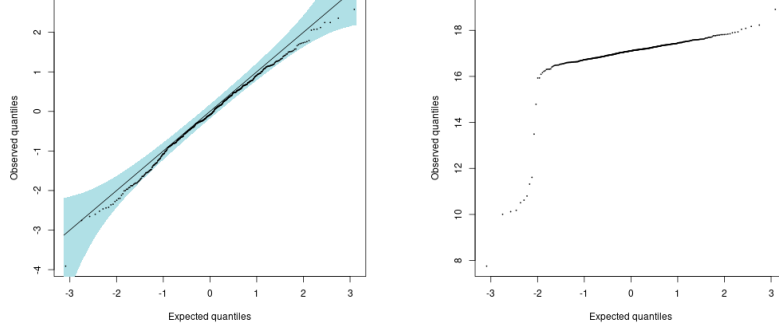 Observed quantiles
2
1
0
-1
-2
-3
-4
-3 -2 -1 0 1 2 3
Expected quantiles
Observed quantiles
18
16
14
12
10
8
-3 -2 -1 0 1 2 3
Expected quantiles